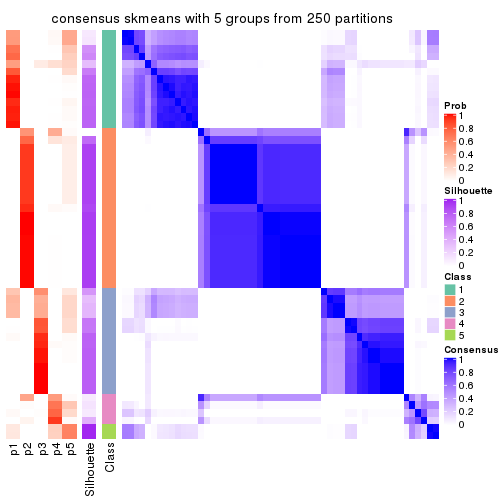 consensus skmeans with 5 groups from 250 partitions
Prob
1
0.8
0.6
0.4
0.2
0
Silhouette
1
0.8
0.6
0.4
0.2
0
Class
1
2
3
4
5
Consensus
1
0.8
0.6
0.4
0.2
0
p1
p2
p3
p4
p5
Silhouette
Class